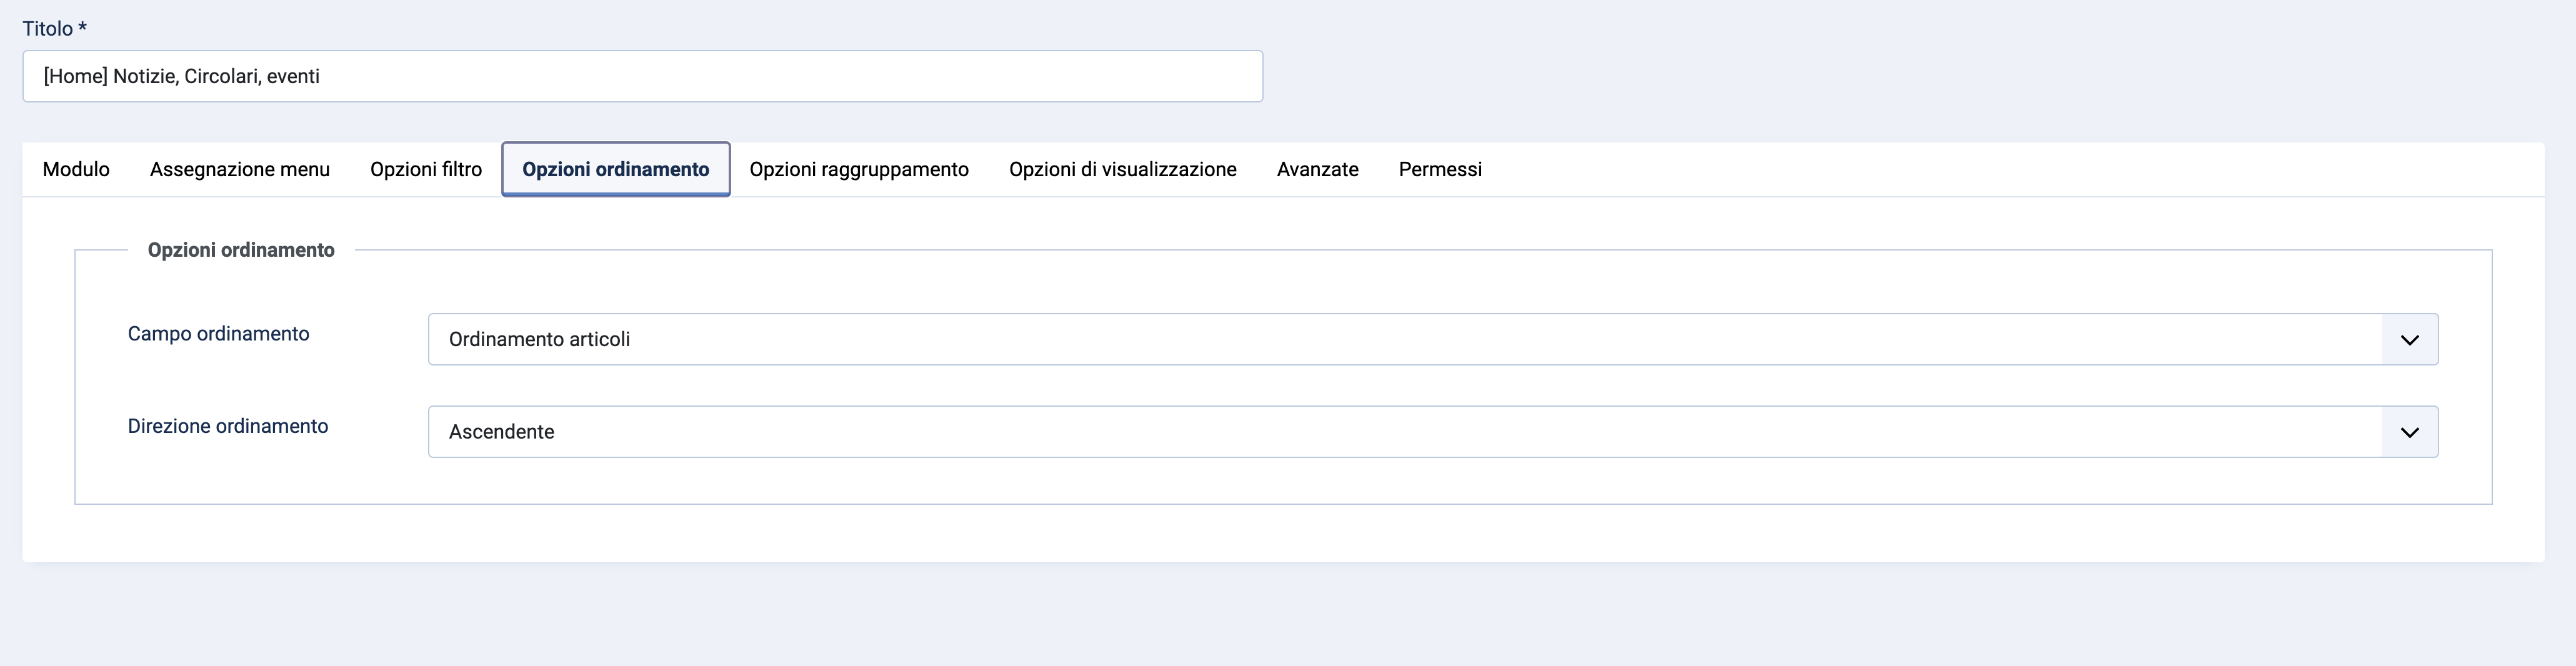 Titolo *
[Home] Notizie, Circolari, eventi
Modulo Assegnazione menu Opzioni filtro Opzioni ordinamento Opzioni raggruppamento Opzioni di visualizzazione Avanzate Permessi
Opzioni ordinamento
Campo ordinamento Ordinamento articoli
Direzione ordinamento Ascendente